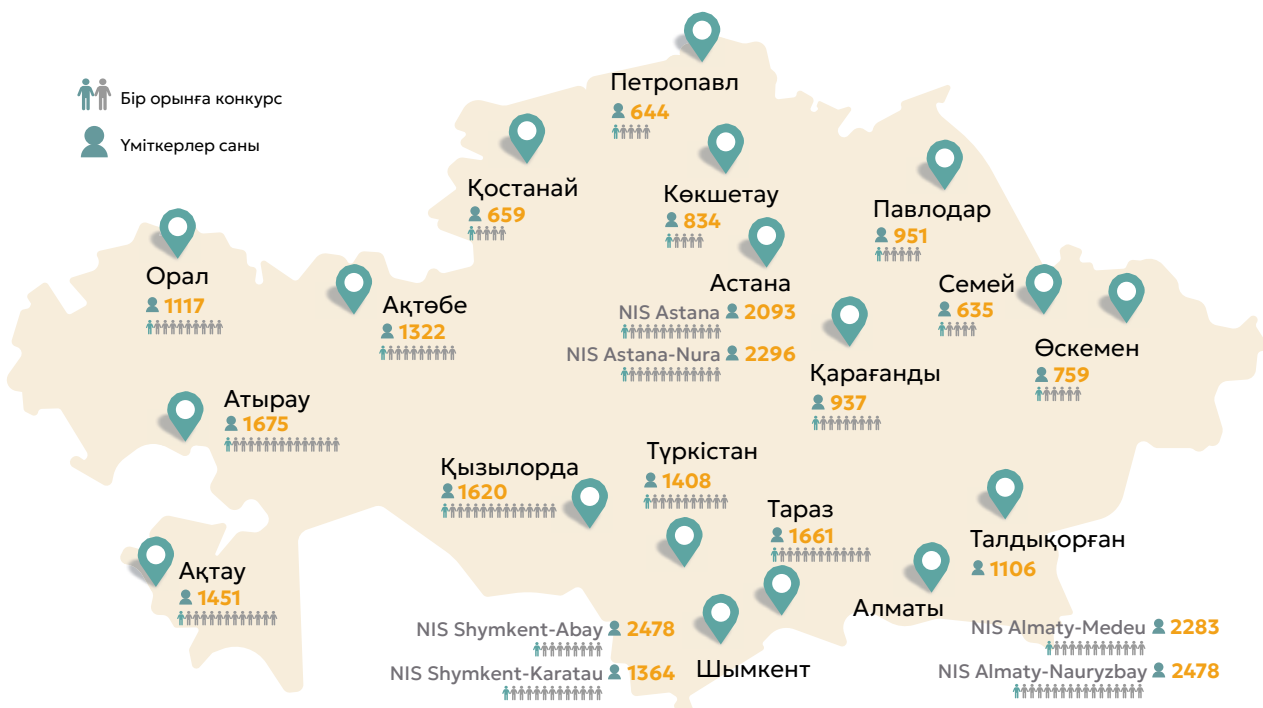 Бір орынға конкурс
Үміткерлер саны
Петропавл
644
Қостанай
659
Көкшетау
834
Павлодар
951
Орал
1117
Ақтөбе
1322
Астана
NIS Astana 2093
NIS Astana-Nura 2296
Семей
635
Өскемен
759
Қарағанды
937
Атырау
1675
Қызылорда
1620
Түркістан
1408
Тараз
1661
Талдықорған
1106
Ақтау
1451
Алматы
NIS Almaty-Medeu 2283
NIS Almaty-Nauryzbay 2478
NIS Shymkent-Abay 2478
NIS Shymkent-Karatau 1364
Шымкент